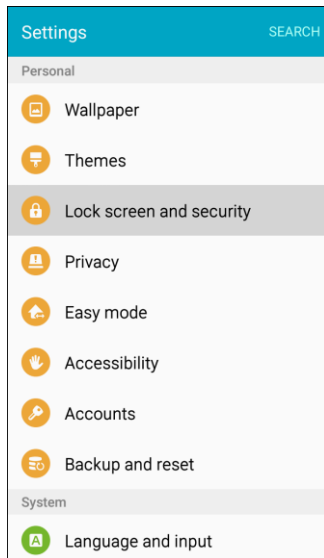 Settings SEARCH
Personal
Wallpaper
Themes
Lock screen and security
Privacy
Easy mode
Accessibility
Accounts
Backup and reset
System
A Language and input